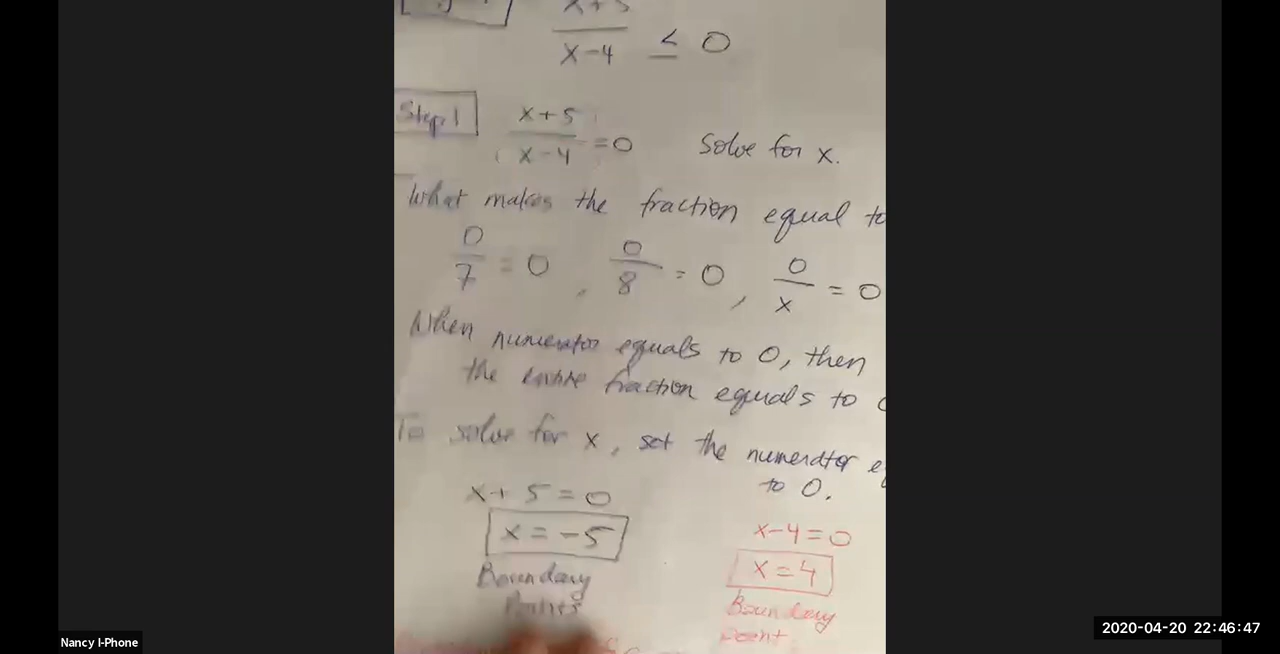 x+5
x-4 ≤ 0
Step 1
x+5
x-4 =0 Solve for x.
What makes the fraction equal to
0/7 = 0, 0/8 = 0, 0/x = 0
When numerator equals to 0, then
the entire fraction equals to
To solve for x, set the numerator
to 0.
x+5=0
x=-5
Boundary
Points
x-4=0
x=4
Boundary
Point
Nancy I-Phone
2020-04-20 22:46:47